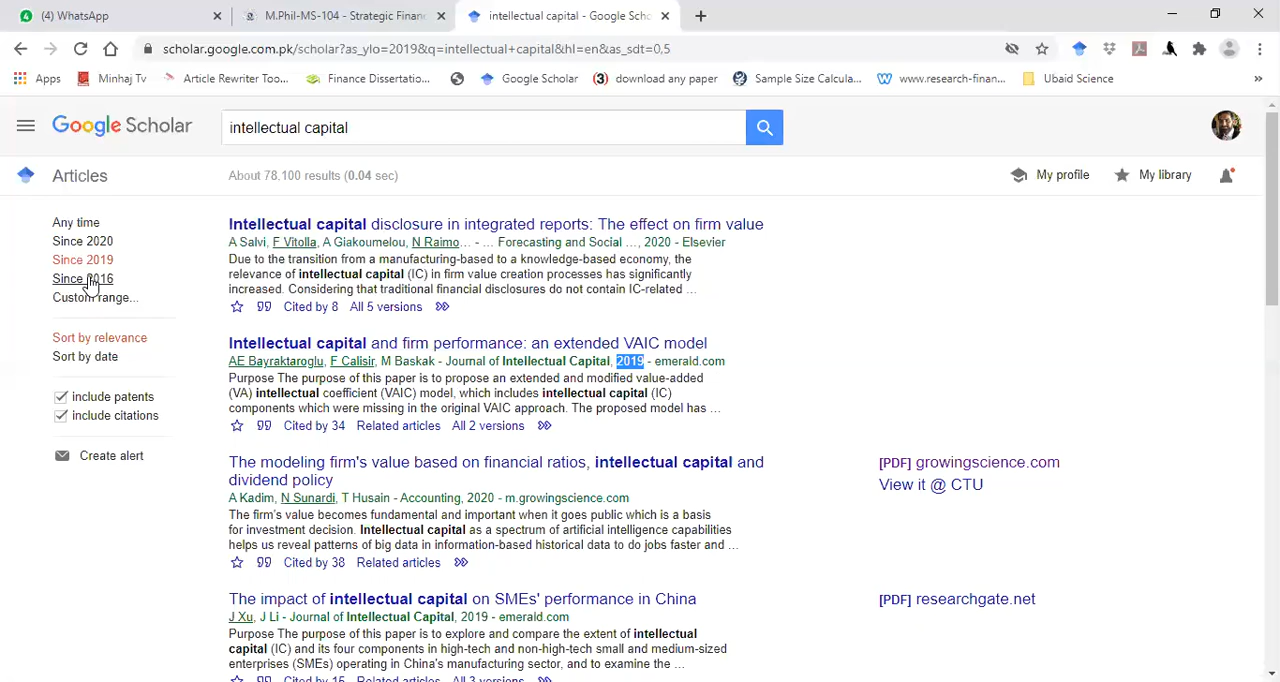 (4) WhatsApp
M.Phil-MS-104 - Strategic Financ
intellectual capital - Google Scho
scholar.google.com.pk/scholar?as_ylo=2019&q=intellectual+capital&hl=en&as_sdt=0,5
Apps
Minhaj Tv
Article Rewriter Too...
Finance Dissertatio...
Google Scholar
download any paper
Sample Size Calcula...
www.research-finan...
Ubaid Science
»
Google Scholar
intellectual capital
Articles
About 78,100 results (0.04 sec)
My profile
My library
Any time
Since 2020
Since 2019
Since 2016
Custom range...
Sort by relevance
Sort by date
include patents
include citations
Create alert
Intellectual capital disclosure in integrated reports: The effect on firm value
A Salvi, F Vitolla, A Giakoumelou, N Raimo... - ... Forecasting and Social ..., 2020 - Elsevier
Due to the transition from a manufacturing-based to a knowledge-based economy, the
relevance of intellectual capital (IC) in firm value creation processes has significantly
increased. Considering that traditional financial disclosures do not contain IC-related ...
Cited by 8 All 5 versions
Intellectual capital and firm performance: an extended VAIC model
AE Bayraktaroglu, F Calisir, M Baskak - Journal of Intellectual Capital, 2019 - emerald.com
Purpose The purpose of this paper is to propose an extended and modified value-added
(VA) intellectual coefficient (VAIC) model, which includes intellectual capital (IC)
components which were missing in the original VAIC approach. The proposed model has ...
Cited by 34 Related articles All 2 versions
The modeling firm's value based on financial ratios, intellectual capital and
dividend policy
A Kadim, N Sunardi, T Husain - Accounting, 2020 - m.growingscience.com
The firm's value becomes fundamental and important when it goes public which is a basis
for investment decision. Intellectual capital as a spectrum of artificial intelligence capabilities
helps us reveal patterns of big data in information-based historical data to do jobs faster and ...
Cited by 38 Related articles
[PDF] growingscience.com
View it @ CTU
The impact of intellectual capital on SMEs' performance in China
J Xu, J Li - Journal of Intellectual Capital, 2019 - emerald.com
Purpose The purpose of this paper is to explore and compare the extent of intellectual
capital (IC) and its four components in high-tech and non-high-tech small and medium-sized
enterprises (SMEs) operating in China's manufacturing sector, and to examine the ...
Cited by 15 Related articles All 3 versions
[PDF] researchgate.net